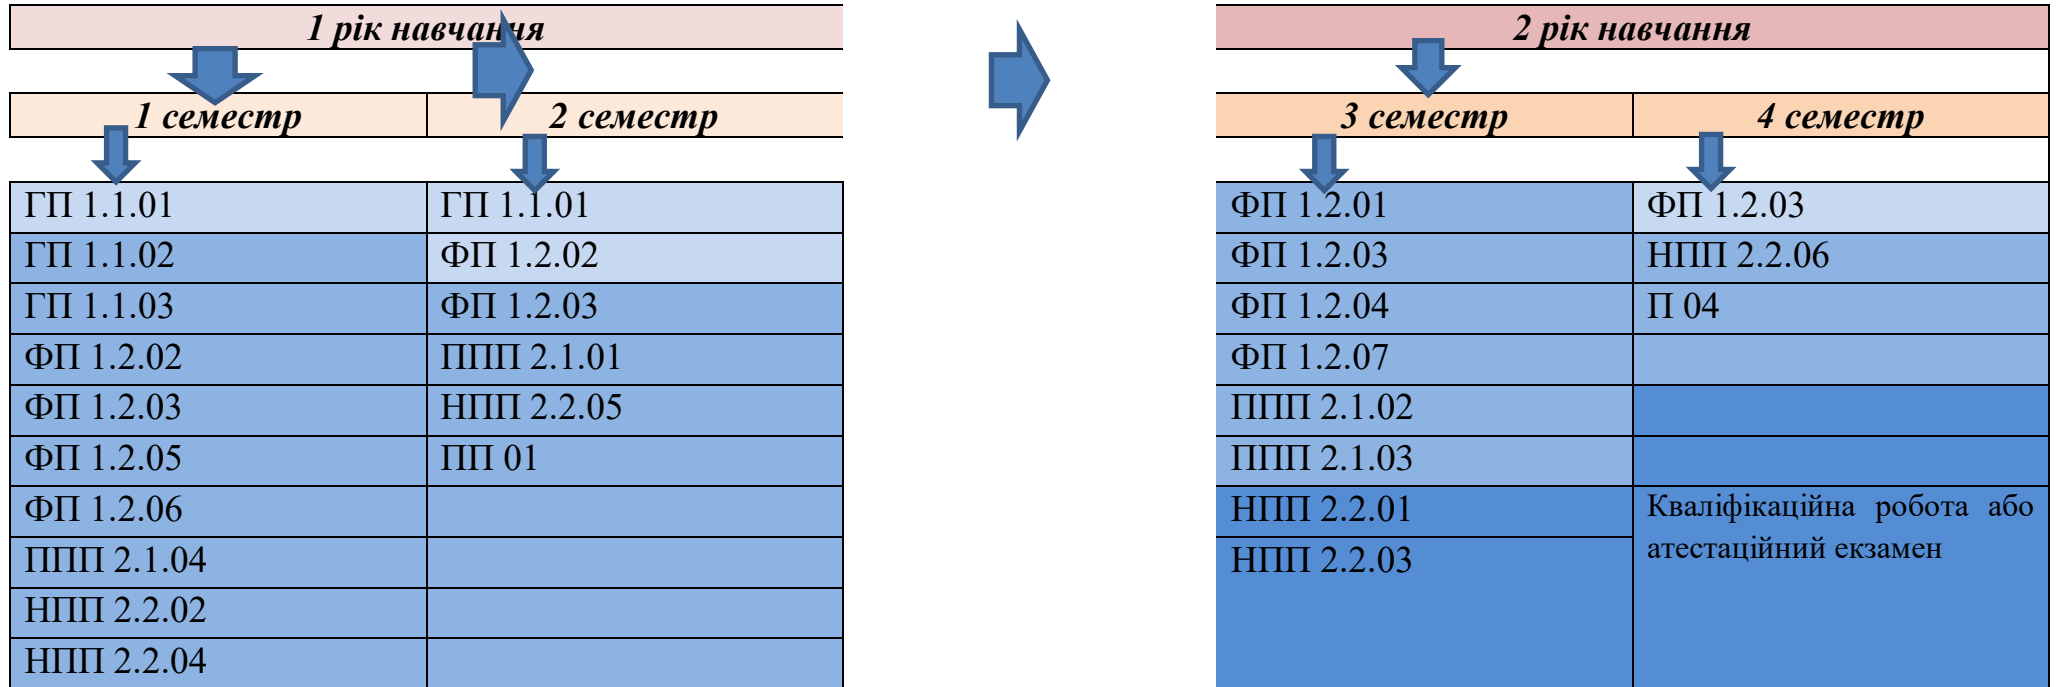 1 рік навчання
2 рік навчання
1 семестр
2 семестр
3 семестр
4 семестр
ГП 1.1.01
ГП 1.1.01
ФП 1.2.01
ФП 1.2.03
ГП 1.1.02
ФП 1.2.02
ФП 1.2.03
НПП 2.2.06
ГП 1.1.03
ФП 1.2.03
ФП 1.2.04
П 04
ФП 1.2.02
ППП 2.1.01
ФП 1.2.07
ФП 1.2.03
НПП 2.2.05
ППП 2.1.02
ФП 1.2.05
ПП 01
ППП 2.1.03
ФП 1.2.06
НПП 2.2.01
Кваліфікаційна робота або
атестаційний екзамен
ППП 2.1.04
НПП 2.2.03
НПП 2.2.02
НПП 2.2.04